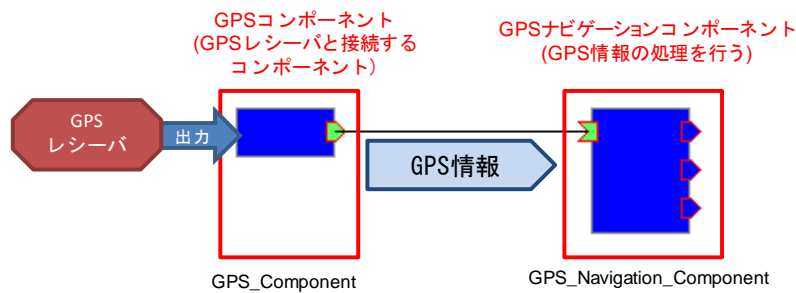 GPSコンポーネント
(GPSレシーバと接続する
コンポーネント)
GPSナビゲーションコンポーネント
(GPS情報の処理を行う)
GPS
レシーバ
出力
GPS情報
GPS_Component
GPS_Navigation_Component